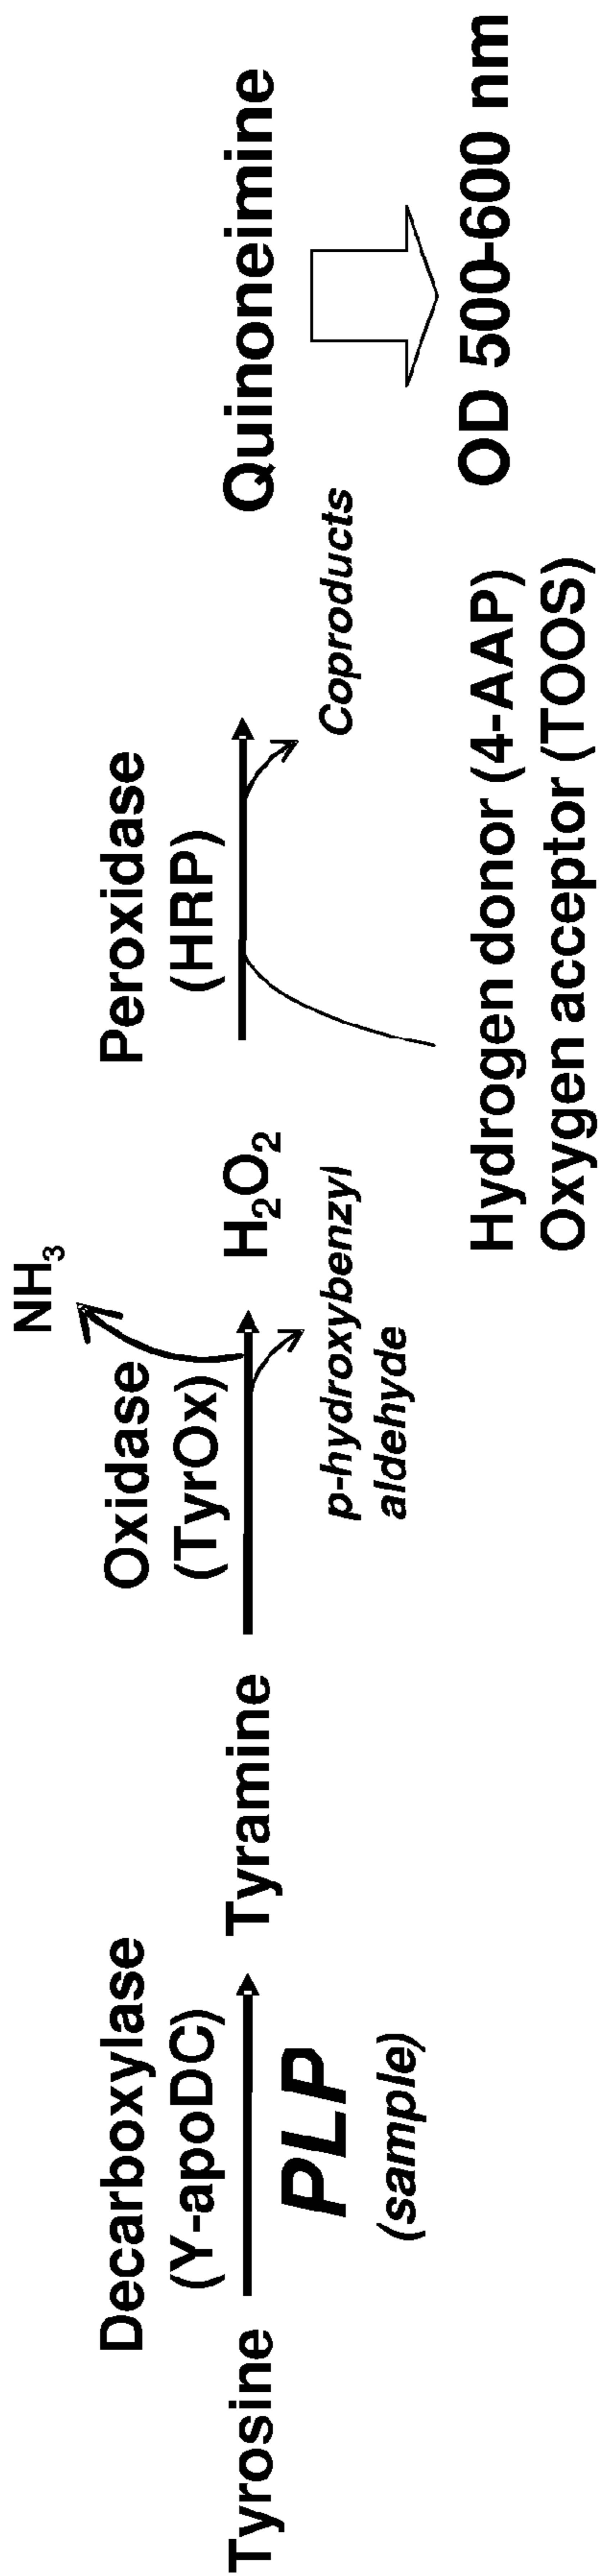 Tyrosine
Decarboxylase
(Y-apoDC)
PLP
(sample)
Tyramine
Oxidase
(TyrOx)
NH3
p-hydroxybenzyl
aldehyde
H2O2
Peroxidase
(HRP)
Hydrogen donor (4-AAP)
Oxygen acceptor (TOOS)
Coproducts
Quinoneimine
OD 500-600 nm